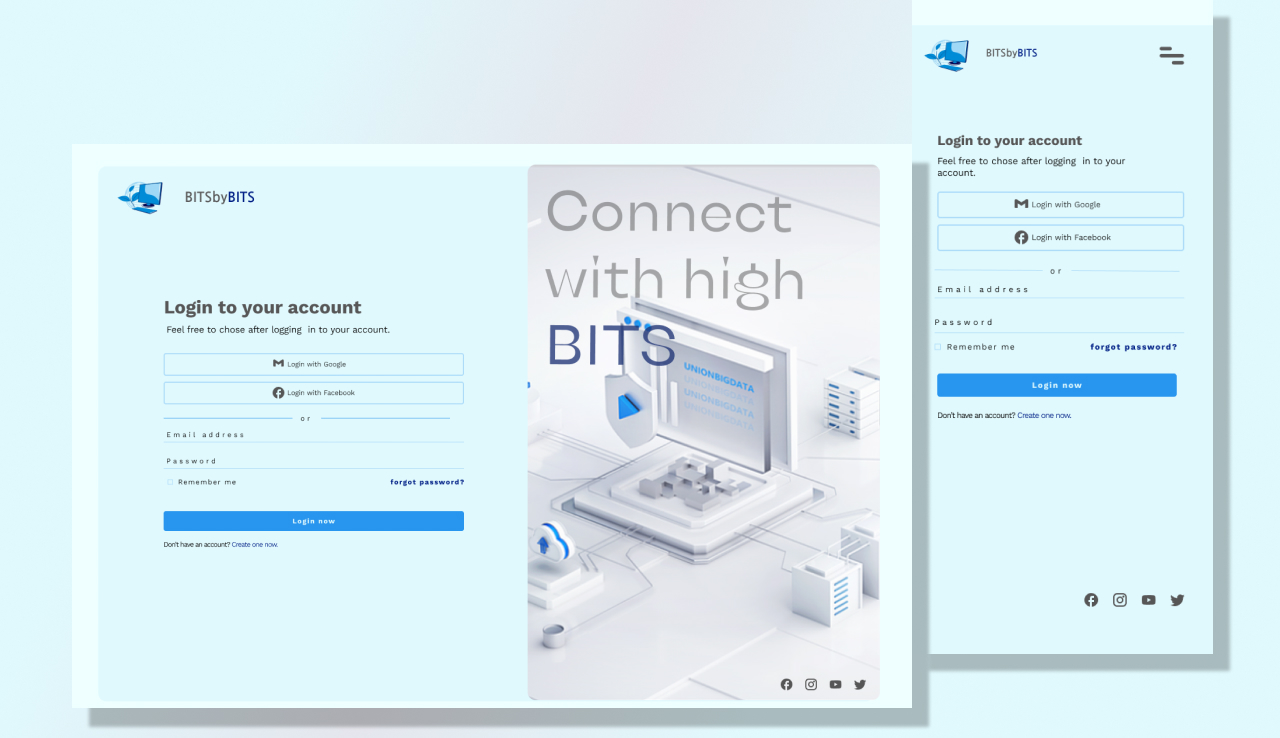 BITSbyBITS
Login to your account
Feel free to chose after logging in to your account.
Login with Google
Login with Facebook
or
Email address
Password
Remember me
forgot password?
Login now
Don't have an account? Create one now.
Connect
with high
BITS
UNIONBIGDATA
UNIONBIGDATA
UNIONBIGDATA
UNIONBIGDATA
BITSbyBITS
Login to your account
Feel free to chose after logging in to your
account.
Login with Google
Login with Facebook
or
Email address
Password
Remember me
forgot password?
Login now
Don't have an account? Create one now.